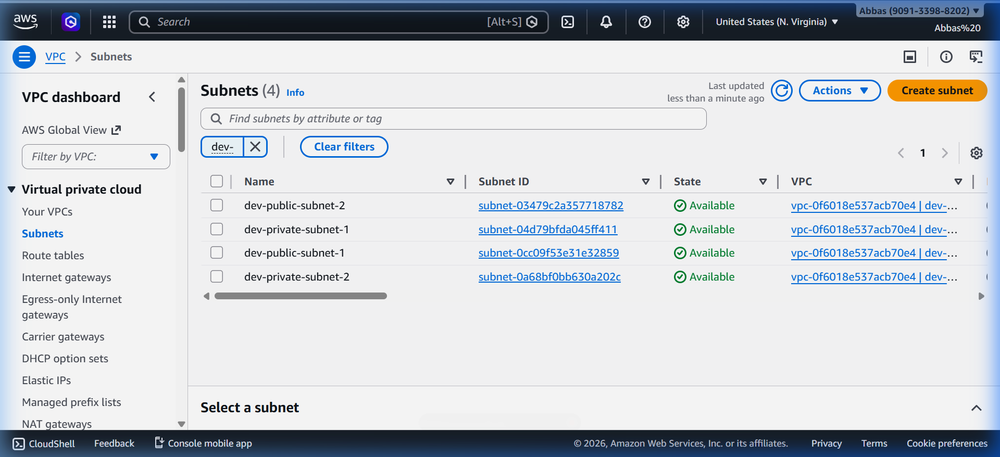 aws
Search
[Alt+S]
United States (N. Virginia)
Abbas (9091-3398-8202)
Abbas%20
VPC
Subnets
VPC dashboard
AWS Global View
Filter by VPC:
Virtual private cloud
Your VPCs
Subnets
Route tables
Internet gateways
Egress-only Internet
gateways
Carrier gateways
DHCP option sets
Elastic IPs
Managed prefix lists
NAT gateways
Subnets (4) Info
Last updated
less than a minute ago
Actions
Create subnet
Find subnets by attribute or tag
dev-
Clear filters
1
Name Subnet ID State VPC
dev-public-subnet-2 subnet-03479c2a357718782 Available vpc-0f6018e537acb70e4 | dev-...
dev-private-subnet-1 subnet-04d79bfda045ff411 Available vpc-0f6018e537acb70e4 | dev-...
dev-public-subnet-1 subnet-0cc09f53e31e32859 Available vpc-0f6018e537acb70e4 | dev-...
dev-private-subnet-2 subnet-0a68bf0bb630a202c Available vpc-0f6018e537acb70e4 | dev-...
Select a subnet
CloudShell Feedback Console mobile app © 2026, Amazon Web Services, Inc. or its affiliates. Privacy Terms Cookie preferences